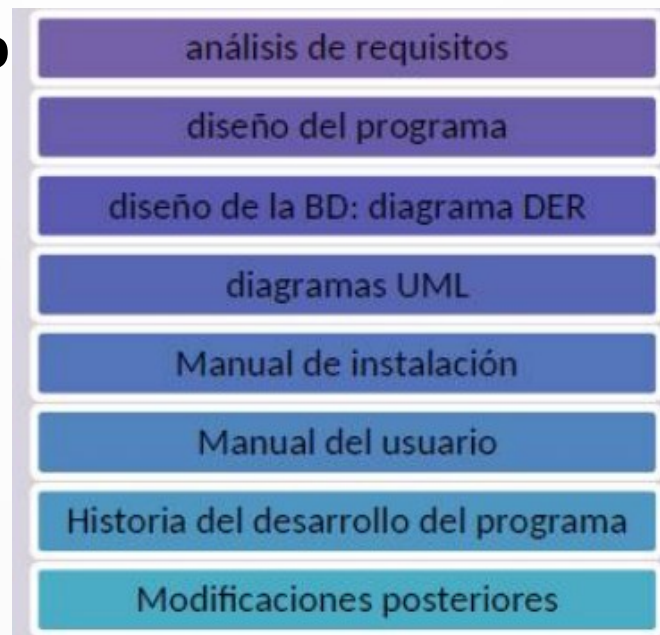 análisis de requisitos
diseño del programa
diseño de la BD: diagrama DER
diagramas UML
Manual de instalación
Manual del usuario
Historia del desarrollo del programa
Modificaciones posteriores